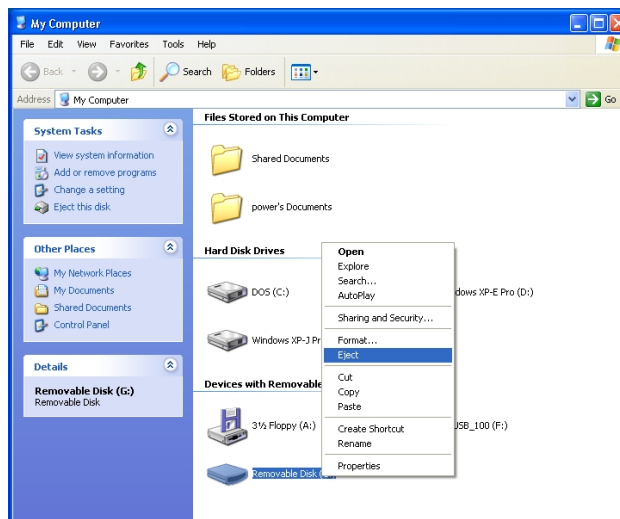 My Computer
File Edit View Favorites Tools Help
Back Search Folders
Address My Computer Go
System Tasks
View system information
Add or remove programs
Change a setting
Eject this disk
Other Places
My Network Places
My Documents
Shared Documents
Control Panel
Details
Removable Disk (G:)
Removable Disk
Files Stored on This Computer
Shared Documents
power's Documents
Hard Disk Drives
DOS (C:) dows XP-E Pro (D:)
Windows XP-J Pr
Devices with Removable
3½ Floppy (A:) JSB_100 (F:)
Removable Disk
Open
Explore
Search...
AutoPlay
Sharing and Security...
Format...
Eject
Cut
Copy
Paste
Create Shortcut
Rename
Properties